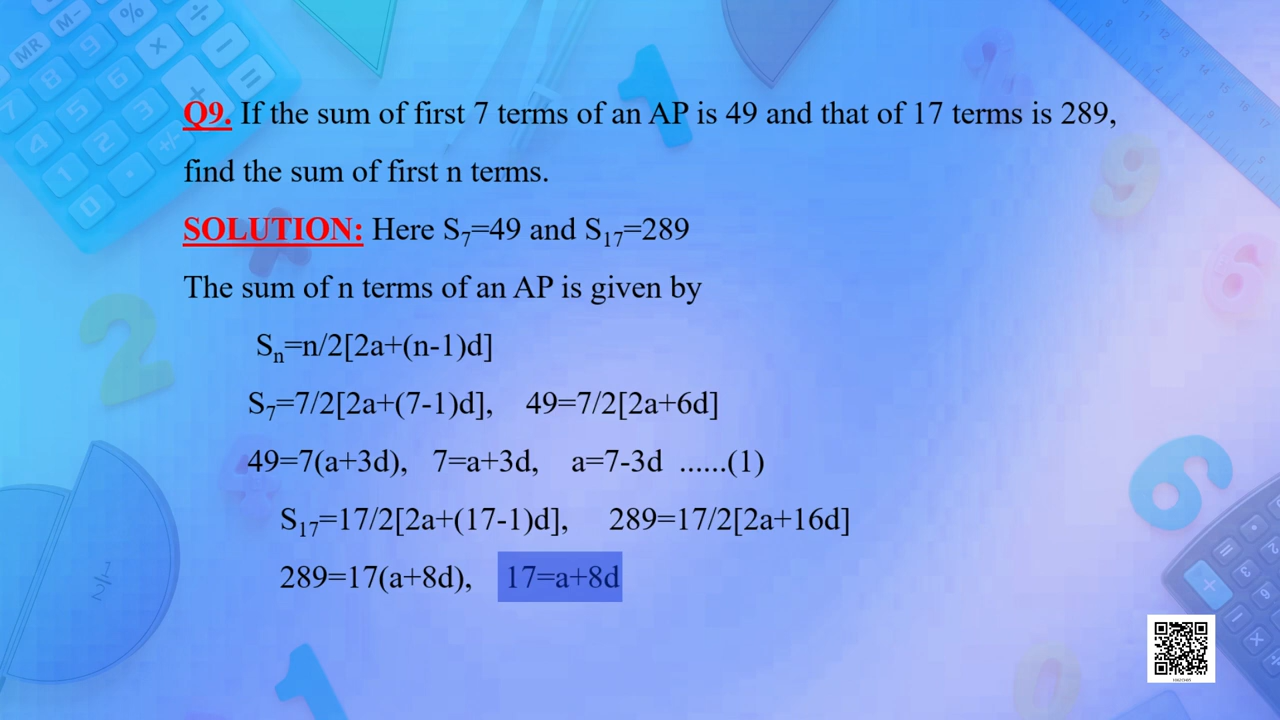 Q9. If the sum of first 7 terms of an AP is 49 and that of 17 terms is 289,
find the sum of first n terms.
SOLUTION: Here S₇=49 and S₁₇=289
The sum of n terms of an AP is given by
Sₙ=n/2[2a+(n-1)d]
S₇=7/2[2a+(7-1)d], 49=7/2[2a+6d]
49=7(a+3d), 7=a+3d, a=7-3d ......(1)
S₁₇=17/2[2a+(17-1)d], 289=17/2[2a+16d]
289=17(a+8d), 17=a+8d